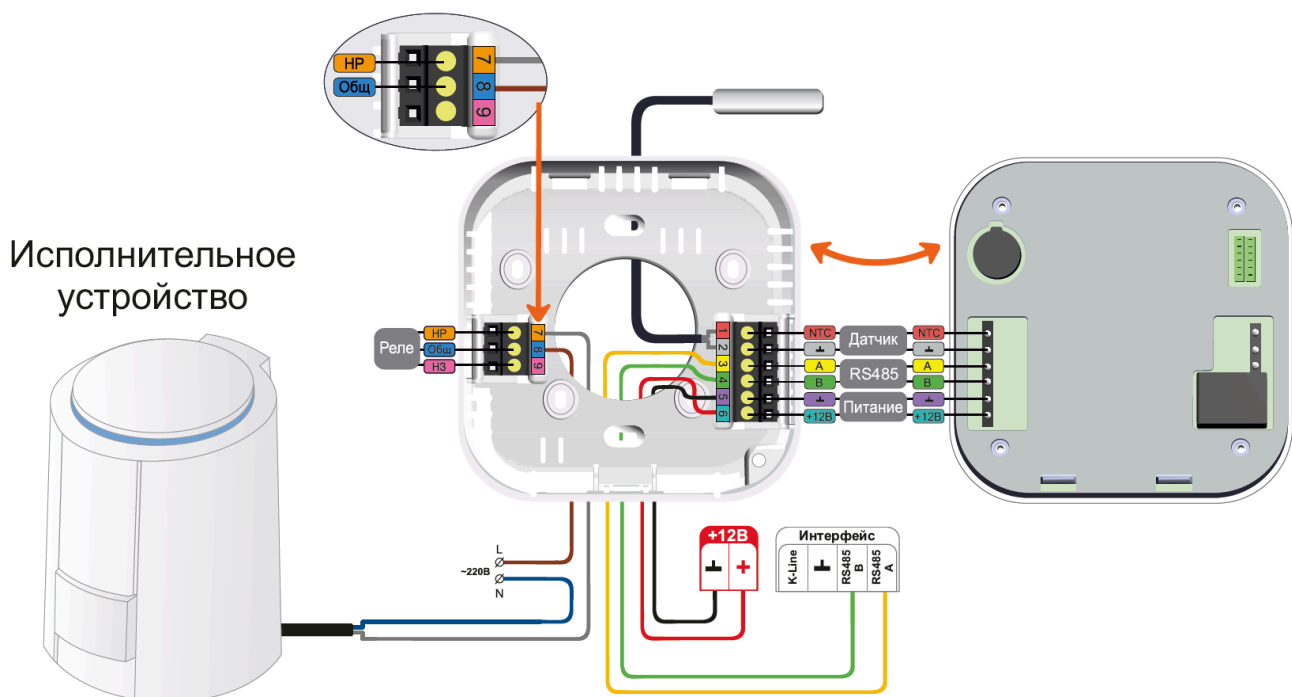 НР
Общ
7
8
9
Исполнительное
устройство
Реле
НР
Общ
НЗ
7
8
9
1
2
3
4
5
6
NTC
Датчик
NTC
A
RS485
A
B
B
Питание
+12В
+12В
L
~220В
N
+12В
+
Интерфейс
K-Line
RS485
B
RS485
A